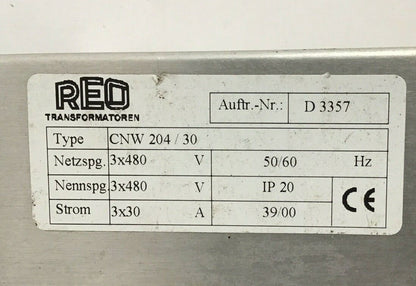 REO
TRANSFORMATOREN
Auftr.-Nr.: D 3357
Type CNW 204 / 30
Netzspg. 3x480 V 50/60 Hz
Nennspg. 3x480 V IP 20
Strom 3x30 A 39/00
CE